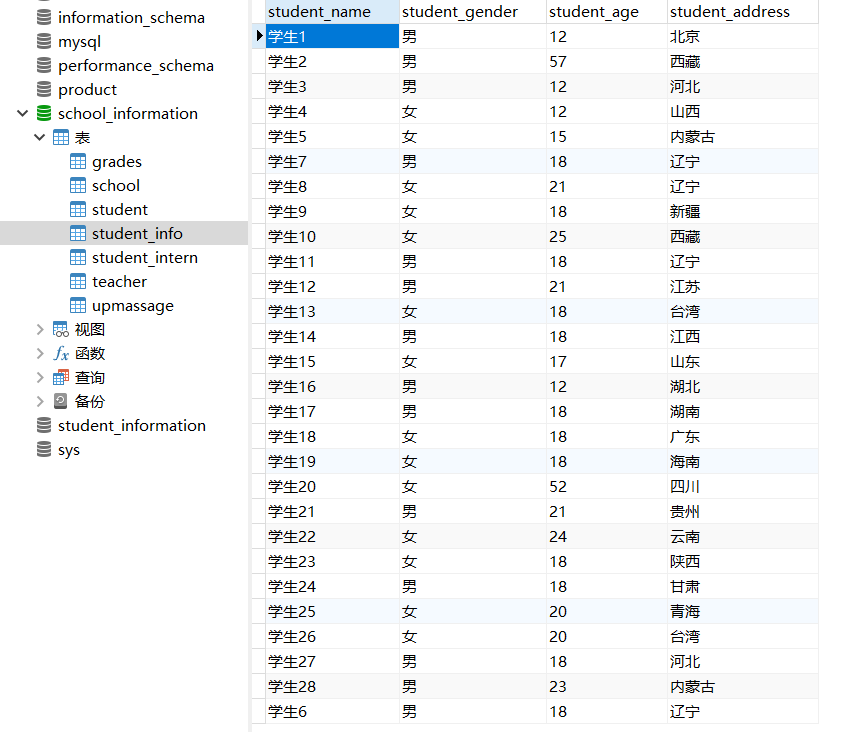 information_schema
mysql
performance_schema
product
school_information
表
grades
school
student
student_info
student_intern
teacher
upmassage
视图
fx 函数
查询
备份
student_information
sys
student_name student_gender student_age student_address
学生1 男 12 北京
学生2 男 57 西藏
学生3 男 12 河北
学生4 女 12 山西
学生5 女 15 内蒙古
学生7 男 18 辽宁
学生8 女 21 辽宁
学生9 女 18 新疆
学生10 女 25 西藏
学生11 男 18 辽宁
学生12 男 21 江苏
学生13 女 18 台湾
学生14 男 18 江西
学生15 女 17 山东
学生16 男 12 湖北
学生17 男 18 湖南
学生18 女 18 广东
学生19 女 18 海南
学生20 女 52 四川
学生21 男 21 贵州
学生22 女 24 云南
学生23 女 18 陕西
学生24 男 18 甘肃
学生25 女 20 青海
学生26 女 20 台湾
学生27 男 18 河北
学生28 男 23 内蒙古
学生6 男 18 辽宁